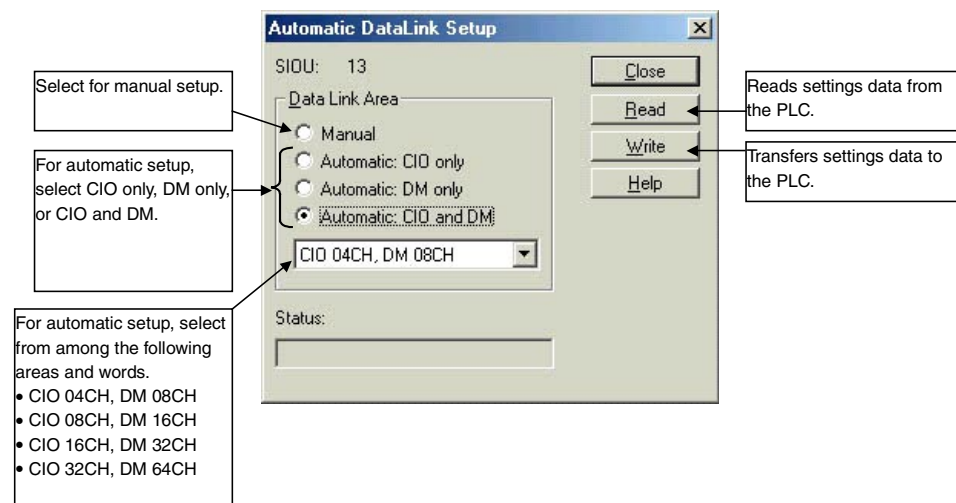 Automatic DataLink Setup
SIOU: 13
Data Link Area
Manual
Automatic: CIO only
Automatic: DM only
Automatic: CIO and DM
CIO 04CH, DM 08CH
Status:
Close
Read
Write
Help
Select for manual setup.
For automatic setup,
select CIO only, DM only,
or CIO and DM.
For automatic setup, select
from among the following
areas and words.
• CIO 04CH, DM 08CH
• CIO 08CH, DM 16CH
• CIO 16CH, DM 32CH
• CIO 32CH, DM 64CH
Reads settings data from
the PLC.
Transfers settings data to
the PLC.